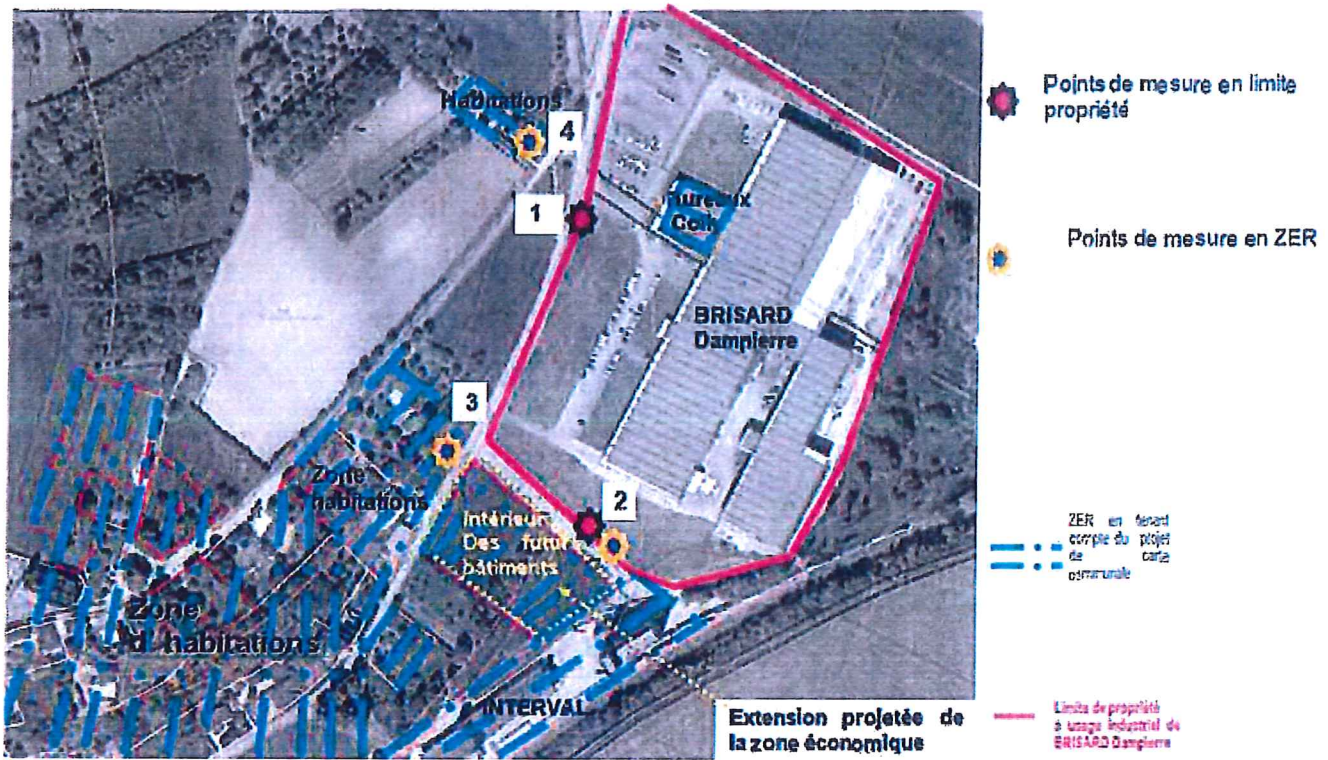 Habitations
4
1
Points de mesure en limite
propriété
Bureaux
Points de mesure en ZER
BRISARD
Dampierre
3
Zone
habitations
2
Intérieur
Des futurs
bâtiments
ZER en tenant
compte du projet
de carte
communale
Zone
d' habitations
INTERVAL
Extension projetée de
la zone économique
Limite de propriété
à usage industriel de
BRISARD Dampierre